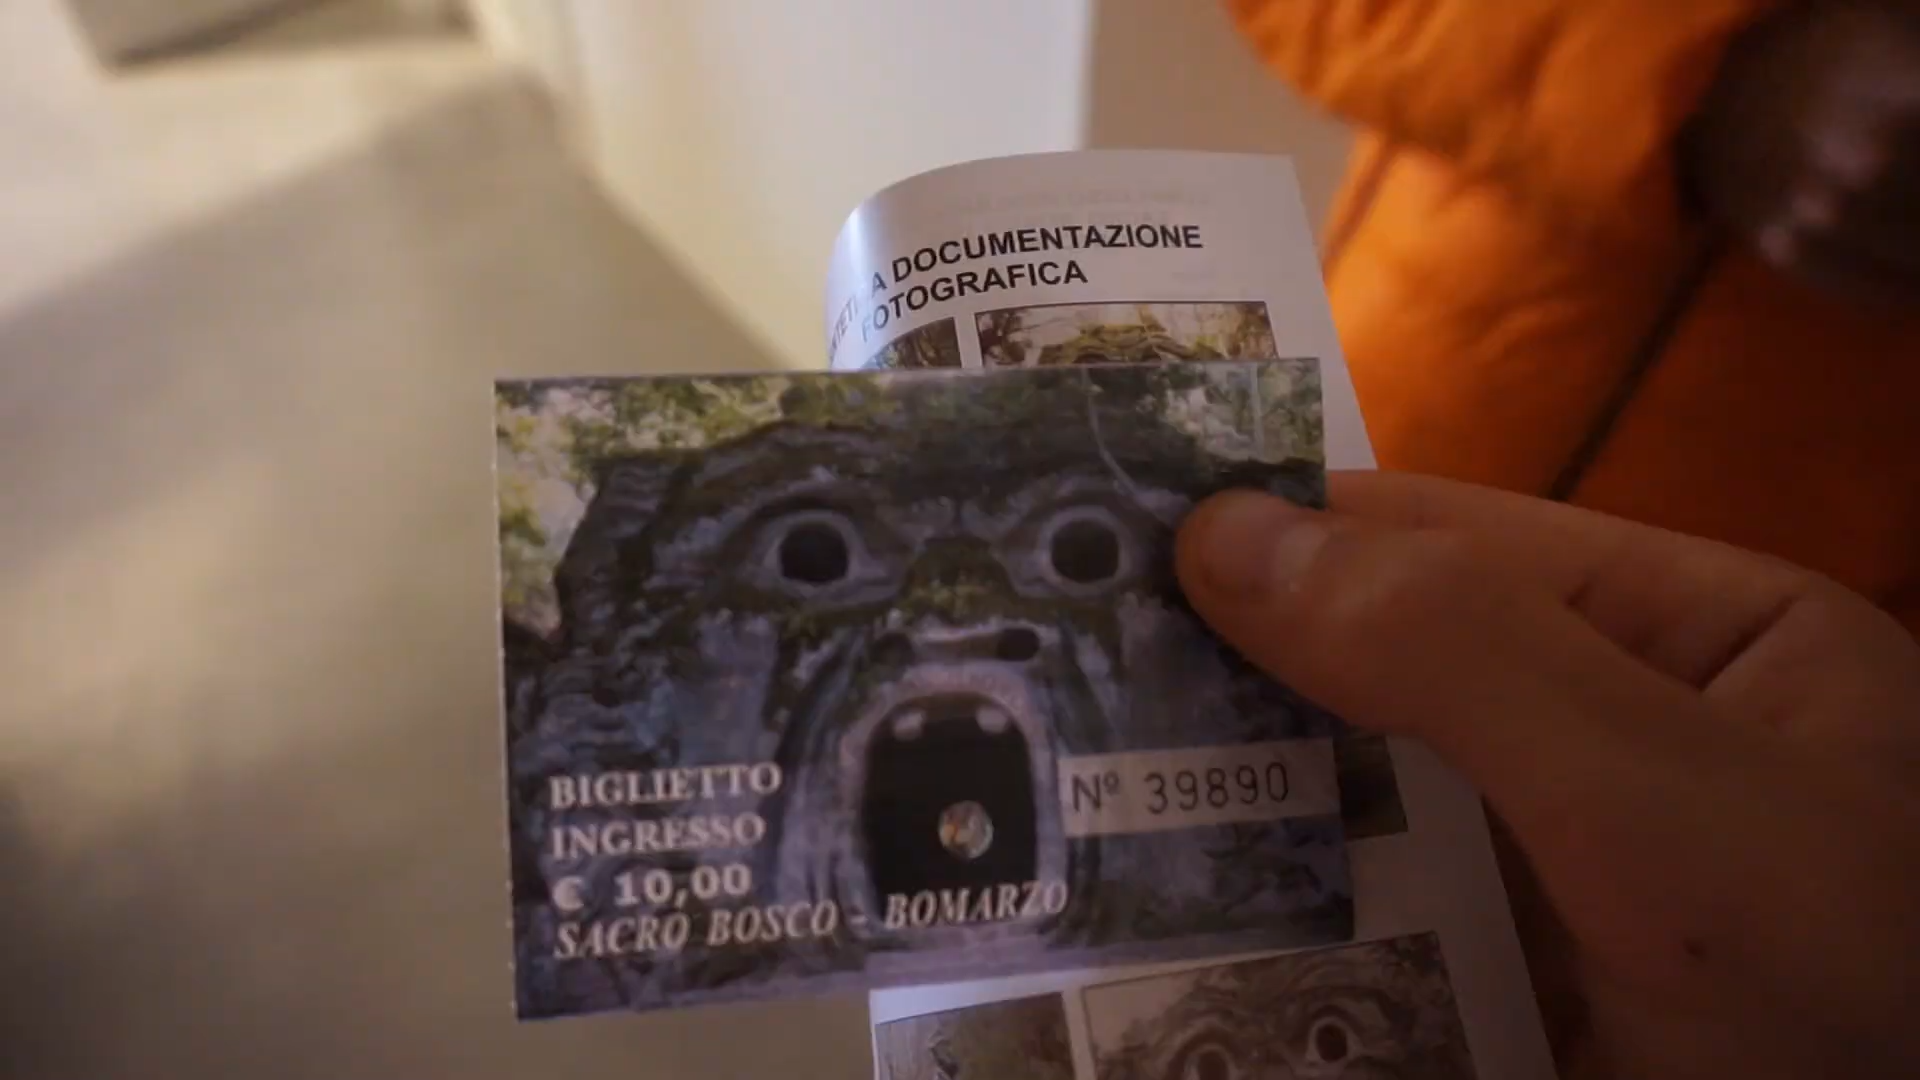 A DOCUMENTAZIONE
FOTOGRAFICA
BIGLIETTO
INGRESSO
€ 10,00
SACRO BOSCO - BOMARZO
Nº 39890